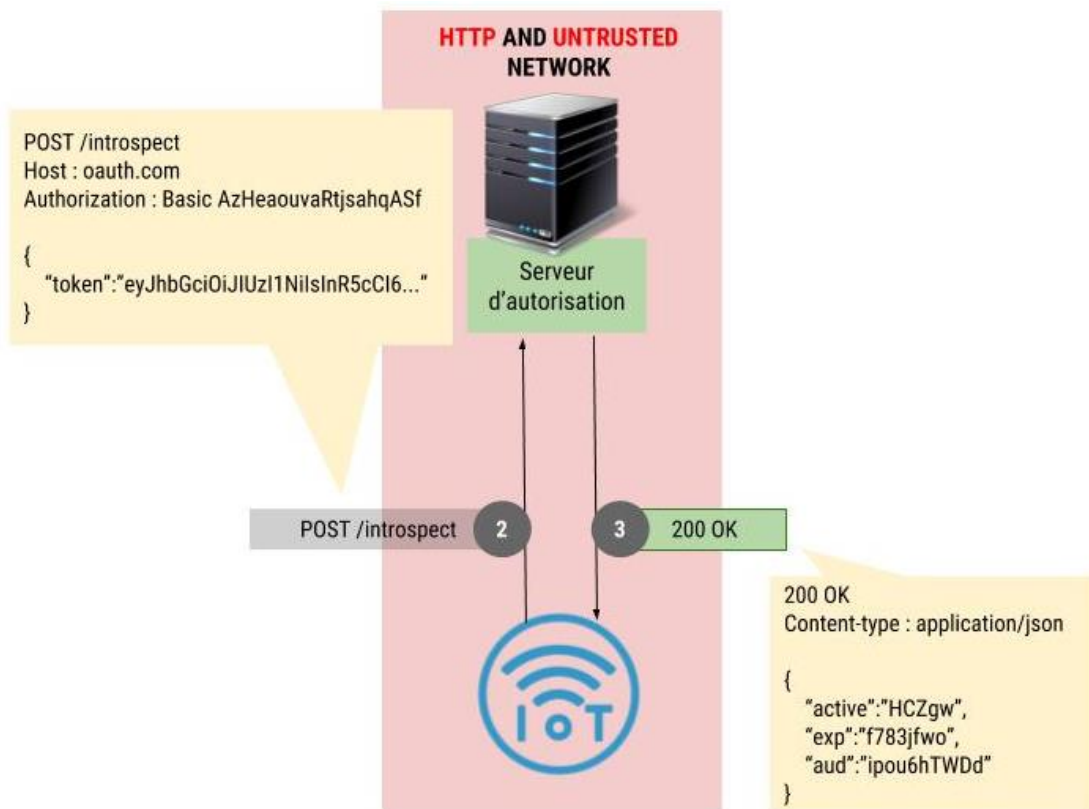 HTTP AND UNTRUSTED
NETWORK
POST /introspect
Host : oauth.com
Authorization : Basic AzHeaouvaRtjsahqASf
{
“token”:”eyJhbGciOiJIUzI1NiIsInR5cCI6...”
}
Serveur
d’autorisation
POST /introspect
2
3
200 OK
IoT
200 OK
Content-type : application/json
{
“active”:”HCZgw”,
“exp”:”f783jfwo”,
“aud”:”ipou6hTWDd”
}